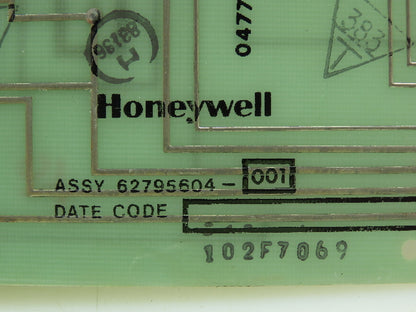 383
T
0477
Honeywell
ASSY 62795604-001
DATE CODE
102F7069